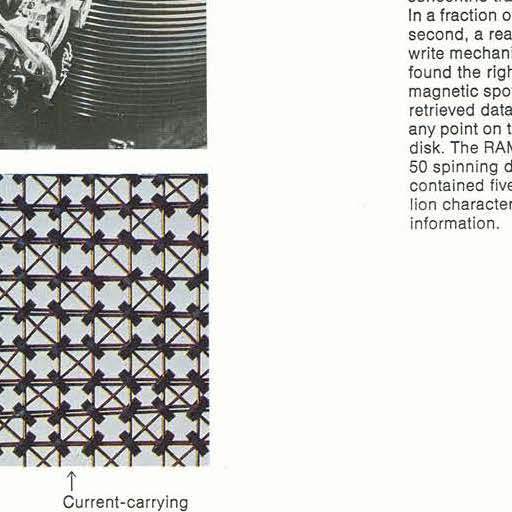 In a fraction o
second, a rea
write mechani
found the righ
magnetic spo
retrieved data
any point on t
disk. The RAM
50 spinning d
contained five
lion character
information.
Current-carrying